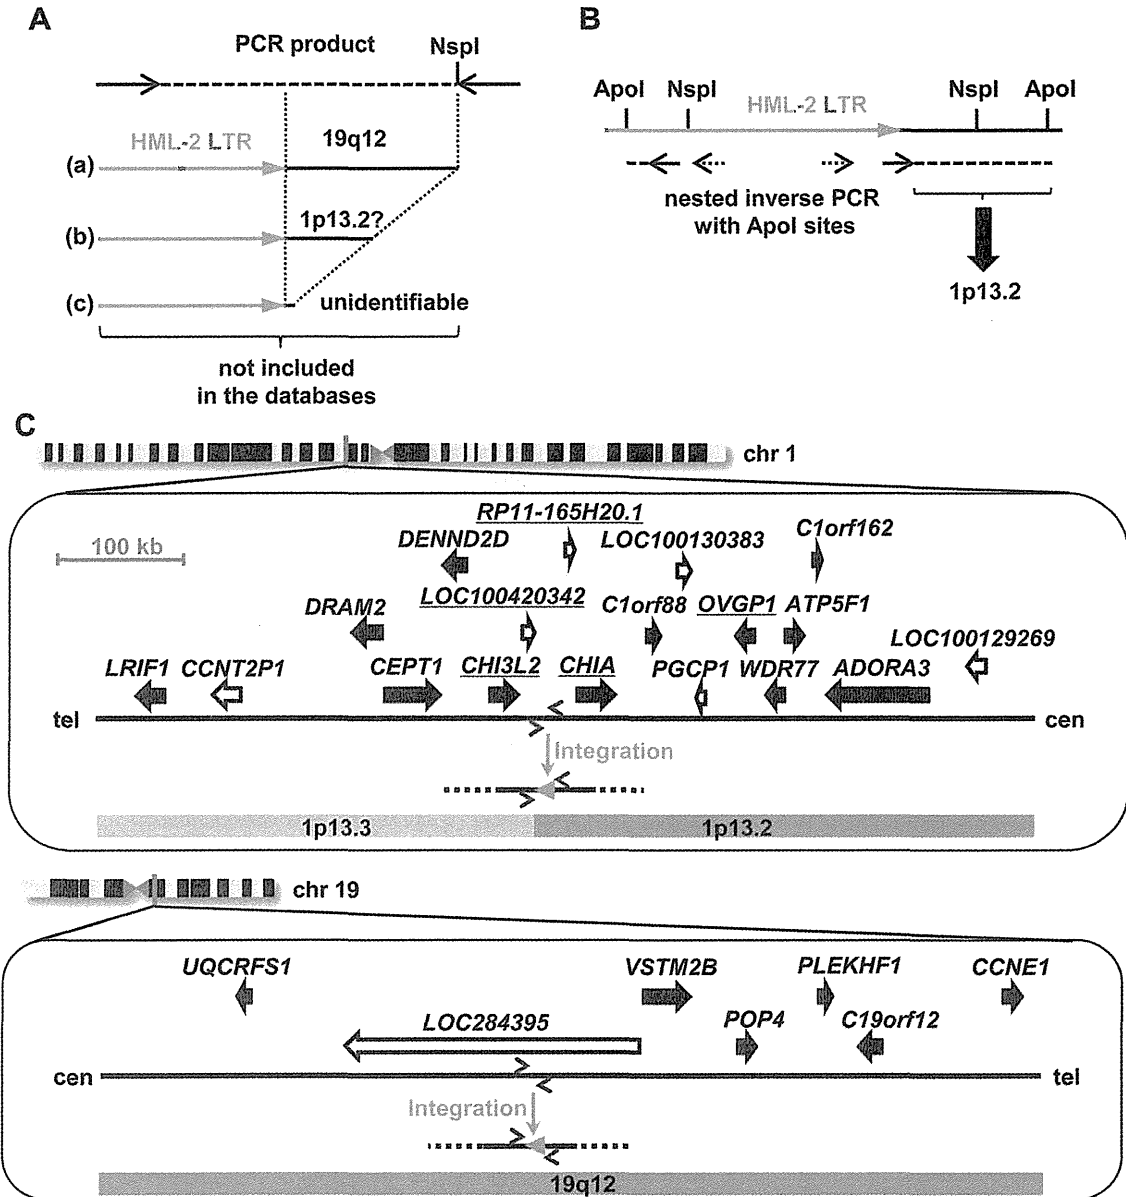 A
PCR product
NspI
HML-2 LTR
19q12
(a)
1p13.2?
(b)
(c)
unidentifiable
not included
in the databases
B
ApoI NspI NspI ApoI
HML-2 LTR
nested inverse PCR
with ApoI sites
1p13.2
C
chr 1
100 kb
RP11-165H20.1
DENND2D
LOC100130383
C1orf162
DRAM2
LOC100420342
C1orf88
OVGP1
ATP5F1
LOC100129269
LRIF1
CCNT2P1
CEPT1
CHI3L2
CHIA
PGCP1
WDR77
ADORA3
tel
cen
Integration
1p13.3
1p13.2
chr 19
UQCRFS1
VSTM2B
PLEKHF1
CCNE1
LOC284395
POP4
C19orf12
cen
tel
Integration
19q12